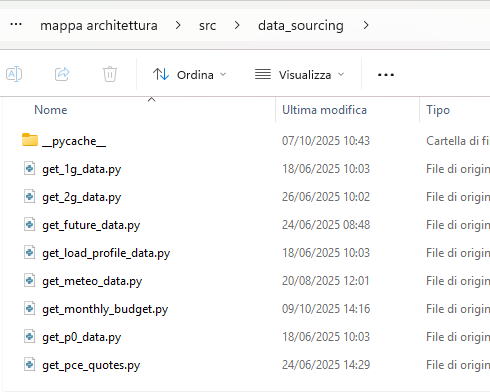 ... mappa architettura > src > data_sourcing >
Ordina Visualizza ...
Nome Ultima modifica Tipo
__pycache__ 07/10/2025 10:43 Cartella di fi
get_1g_data.py 18/06/2025 10:03 File di origin
get_2g_data.py 26/06/2025 10:02 File di origin
get_future_data.py 24/06/2025 08:48 File di origin
get_load_profile_data.py 18/06/2025 10:03 File di origin
get_meteo_data.py 20/08/2025 12:01 File di origin
get_monthly_budget.py 09/10/2025 14:16 File di origin
get_p0_data.py 18/06/2025 10:03 File di origin
get_pce_quotes.py 24/06/2025 14:29 File di origin